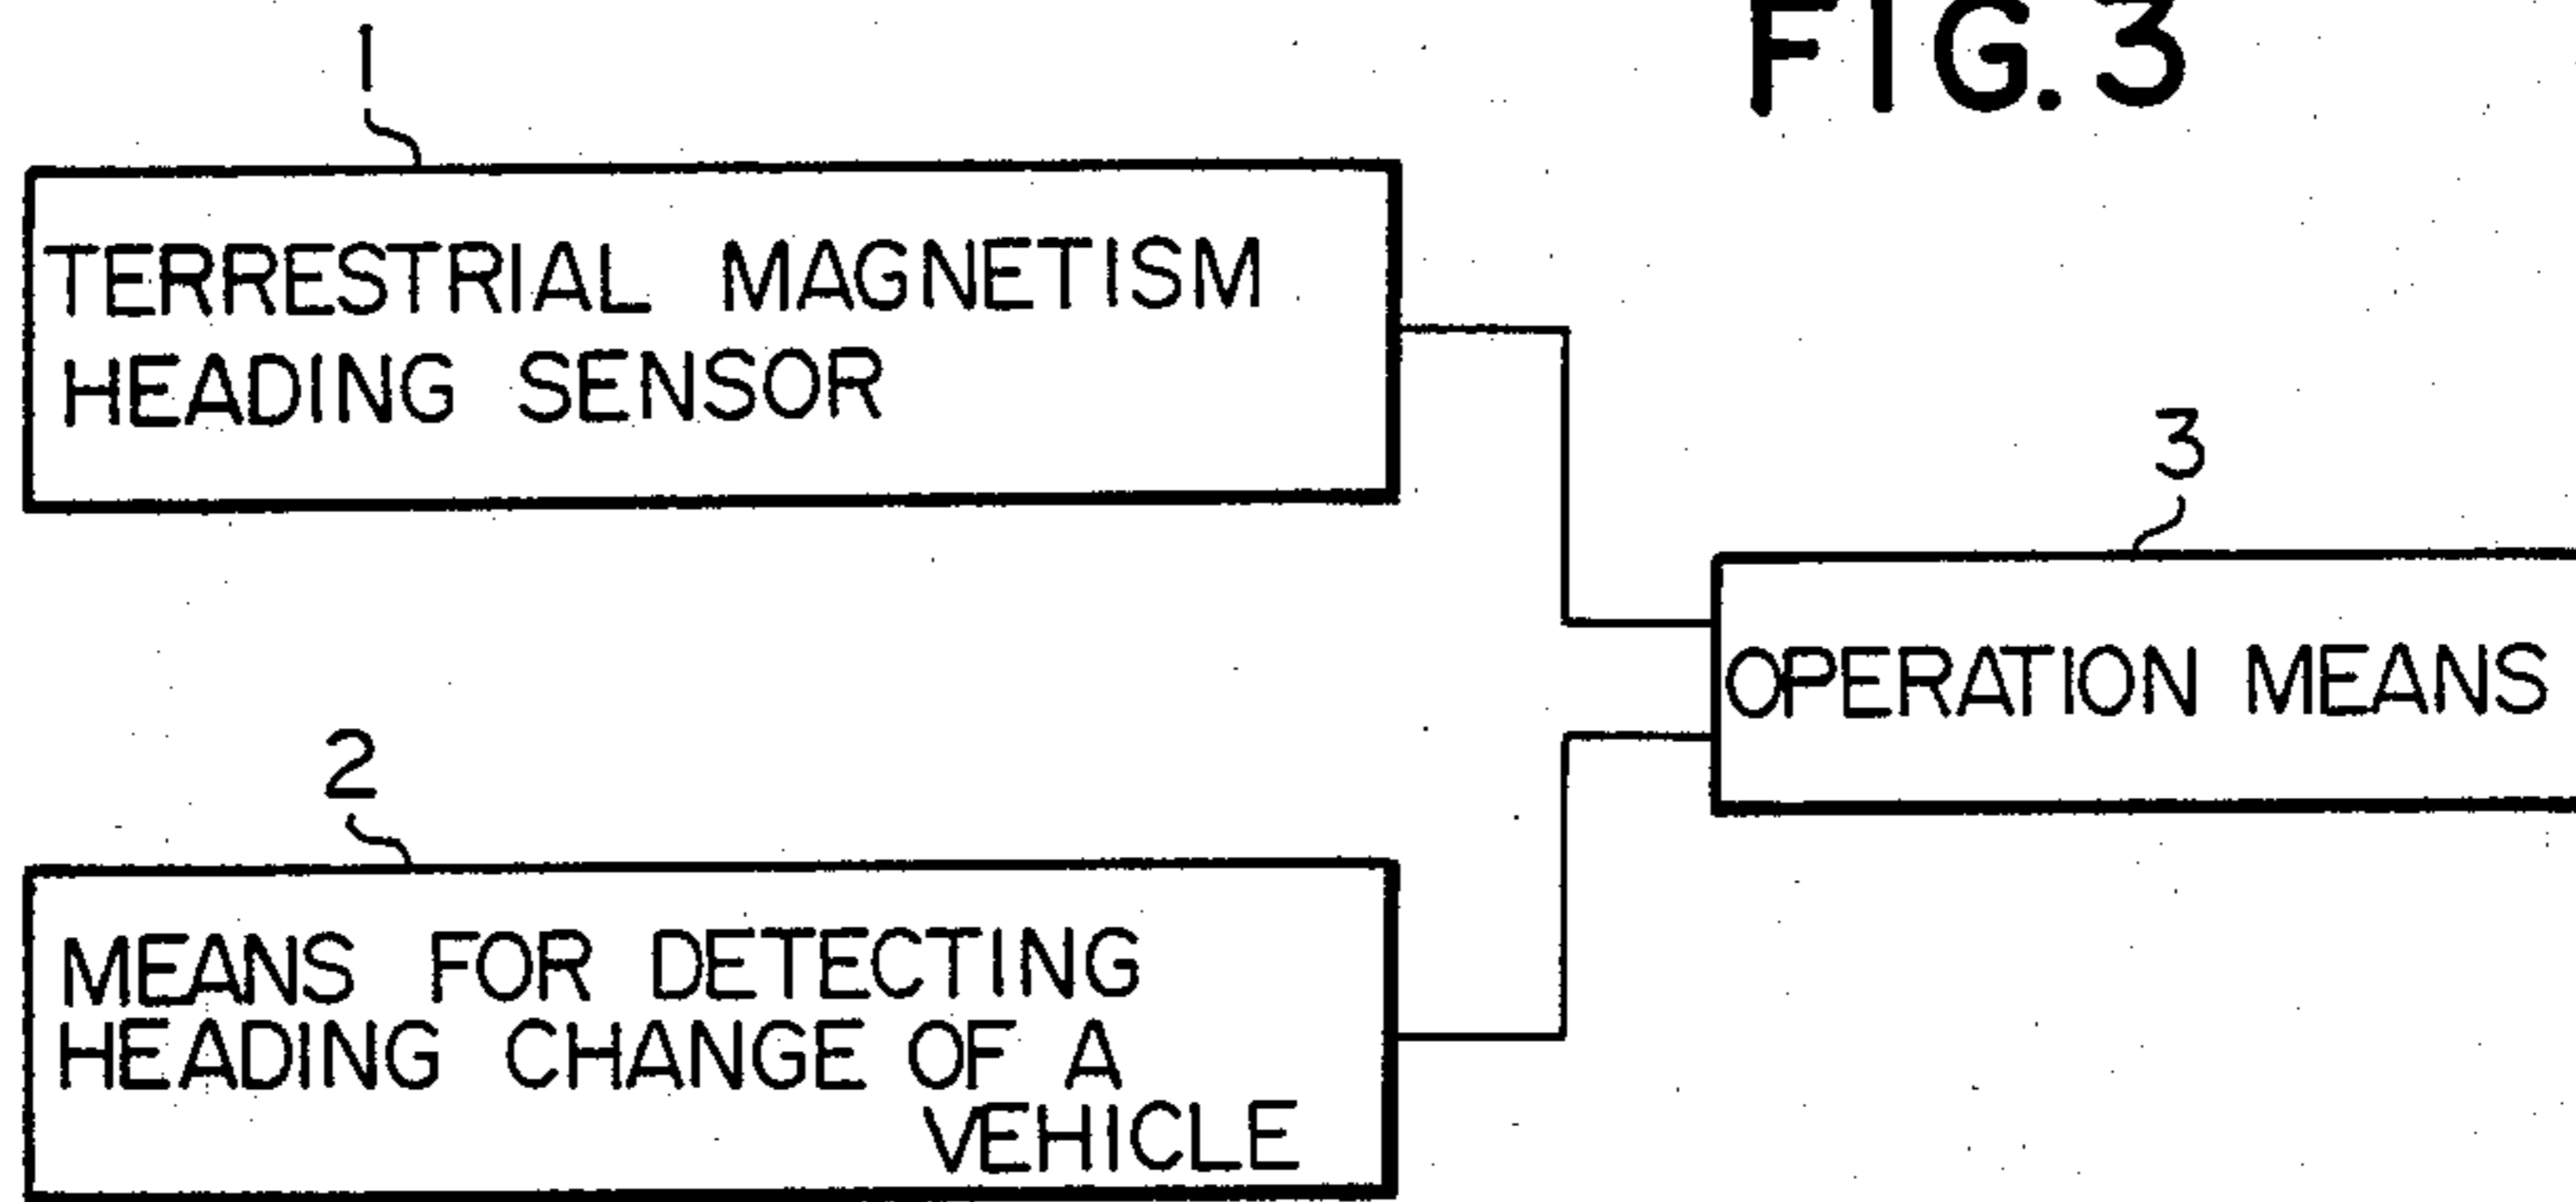 FIG. 3
1
TERRESTRIAL MAGNETISM
HEADING SENSOR
3
OPERATION MEANS
2
MEANS FOR DETECTING
HEADING CHANGE OF A
VEHICLE